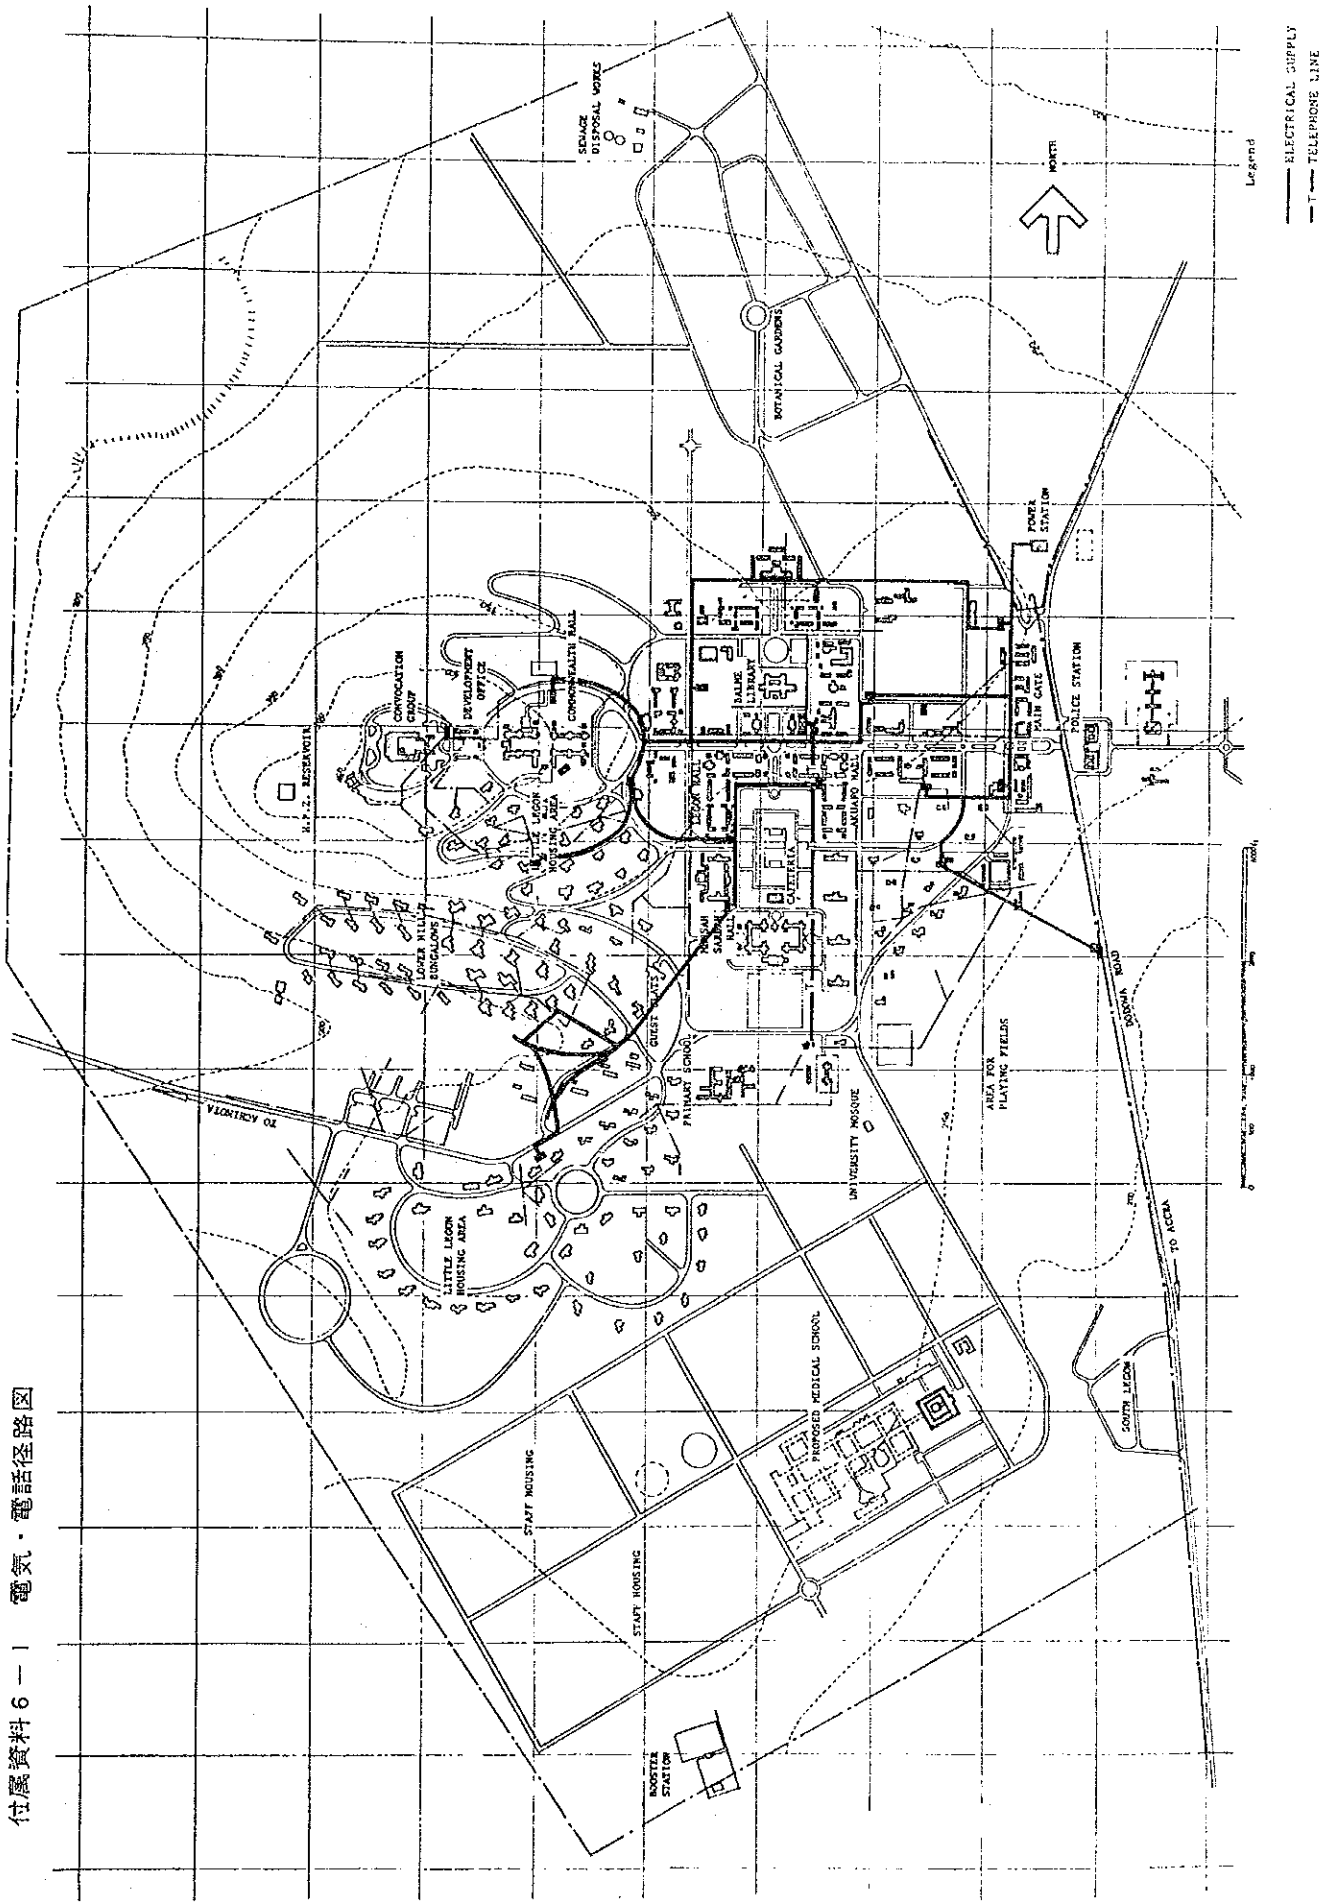 付属資料6-1 電気・電話径路図
SEWAGE
DISPOSAL WORKS
NORTH
Legend
ELECTRICAL SUPPLY
—T— TELEPHONE LINE
BOTANICAL GARDENS
POWER
STATION
CONVOCATION
GROUP
DEVELOPMENT
OFFICE
COMMONWEALTH HALL
H.P.Z. RESERVOIR
BALME
LIBRARY
MAIN GATE
POLICE STATION
LITTLE LEGON
HOUSING AREA
LEGON HALL
AKUAFO HALL
CAFETERIA
MENSAH
SARBAH
HALL
LOWER HILL
BUNGALOWS
GUEST FLATS
PRIMARY SCHOOL
DODOWA ROAD
AREA FOR
PLAYING FIELDS
UNIVERSITY MOSQUE
TO ACHIMOTA
LITTLE LEGON
HOUSING AREA
TO ACCRA
PROPOSED MEDICAL SCHOOL
SOUTH LEGON
STAFF HOUSING
STAFF HOUSING
BOOSTER
STATION